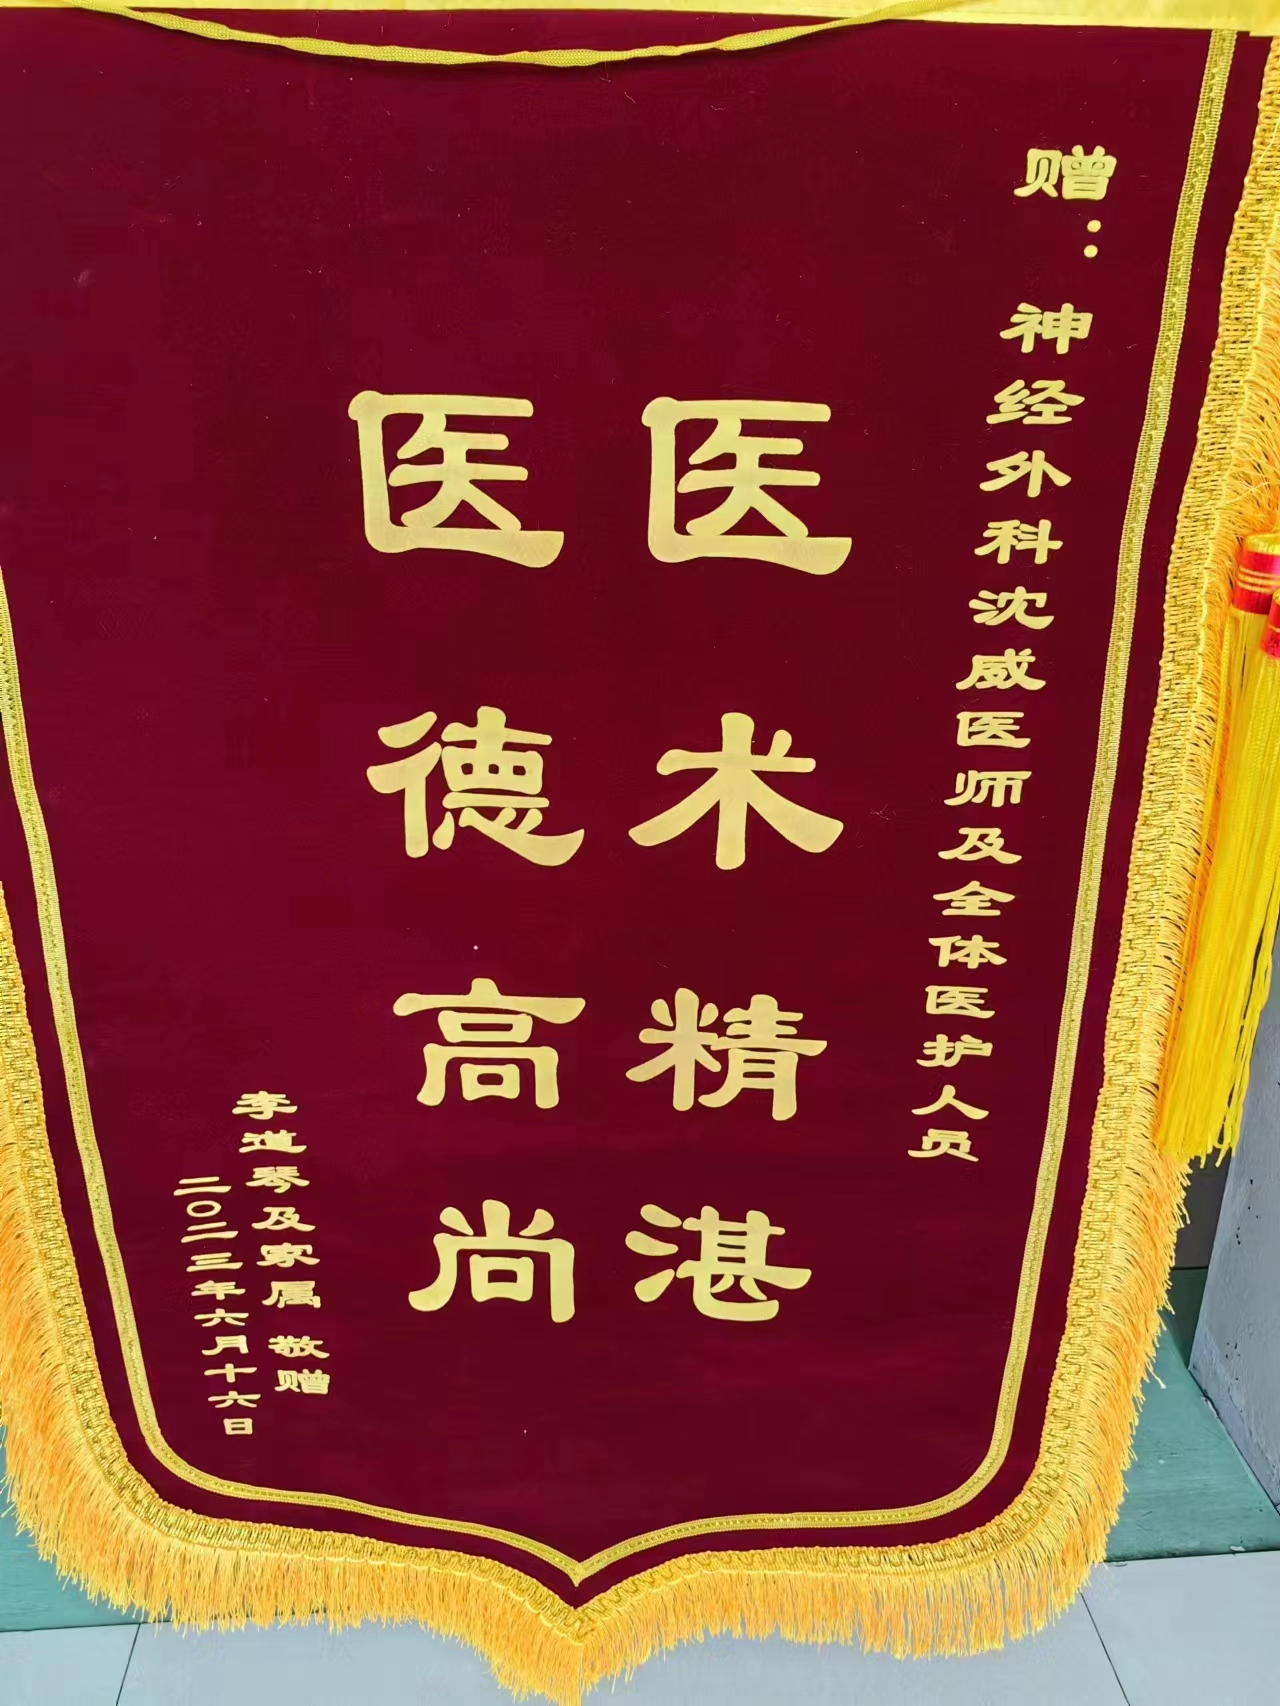 赠：神经外科沈威医师及全体医护人员
医术精湛
医德高尚
李道琴及家属 敬赠
二〇二三年六月十六日